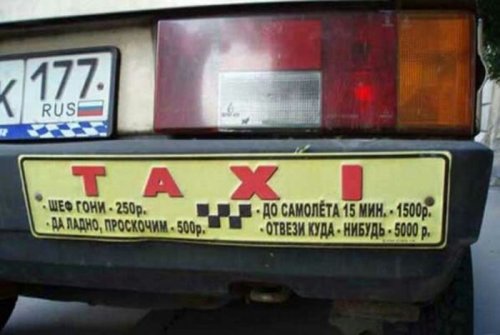 К 177
RUS
TAXI
- ШЕФ ГОНИ - 250р.
- ДА ЛАДНО, ПРОСКОЧИМ - 500р.
- ДО САМОЛЁТА 15 МИН. - 1500р.
- ОТВЕЗИ КУДА - НИБУДЬ - 5000 р.